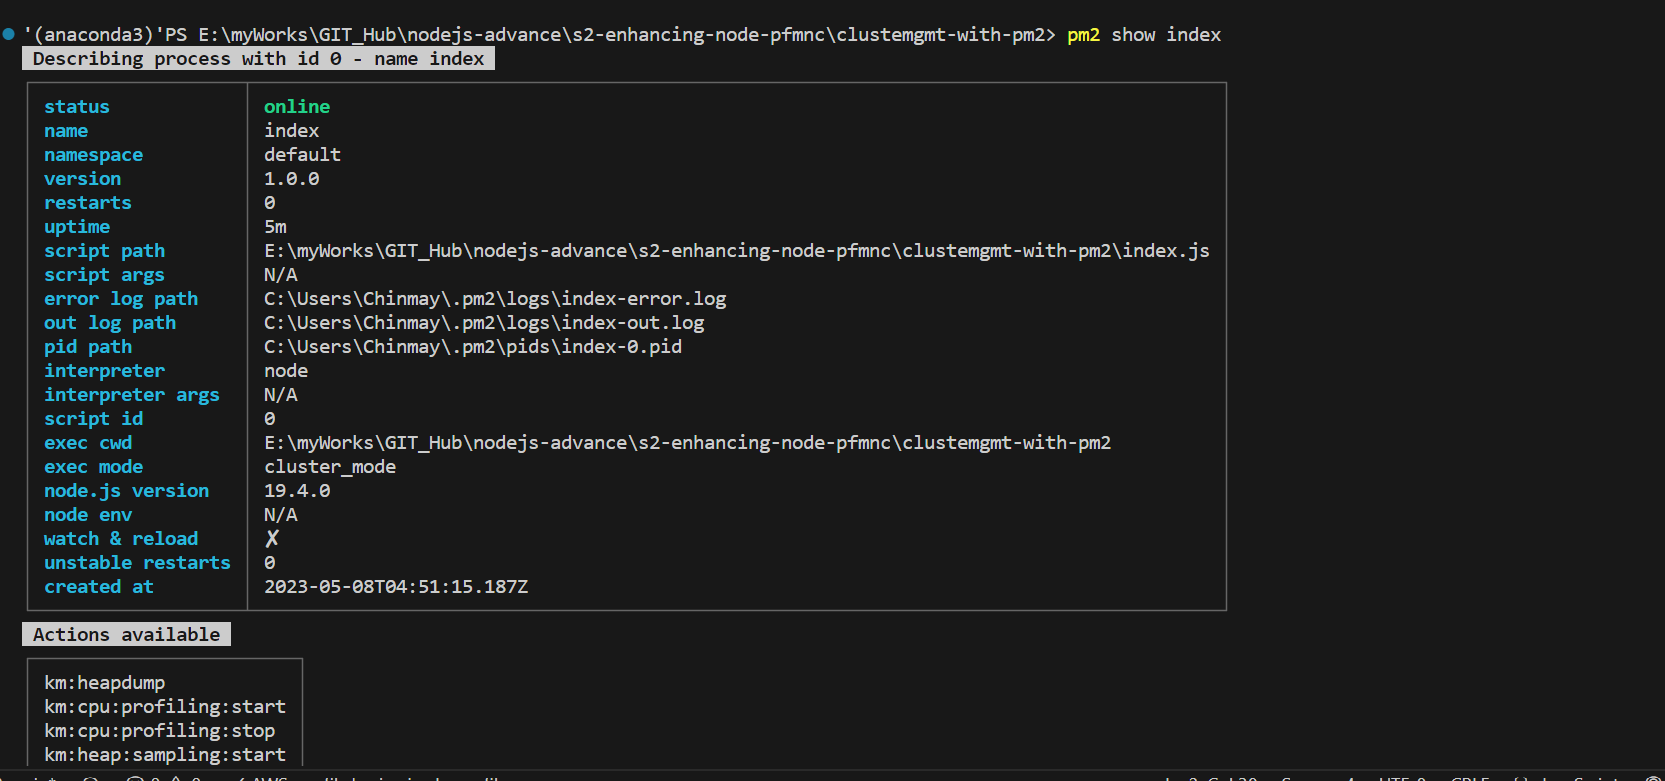 '(anaconda3)'PS E:\myWorks\GIT_Hub\nodejs-advance\s2-enhancing-node-pfmnc\clustemgmt-with-pm2> pm2 show index
Describing process with id 0 - name index
status online
name index
namespace default
version 1.0.0
restarts 0
uptime 5m
script path E:\myWorks\GIT_Hub\nodejs-advance\s2-enhancing-node-pfmnc\clustemgmt-with-pm2\index.js
script args N/A
error log path C:\Users\Chinmay\.pm2\logs\index-error.log
out log path C:\Users\Chinmay\.pm2\logs\index-out.log
pid path C:\Users\Chinmay\.pm2\pids\index-0.pid
interpreter node
interpreter args N/A
script id 0
exec cwd E:\myWorks\GIT_Hub\nodejs-advance\s2-enhancing-node-pfmnc\clustemgmt-with-pm2
exec mode cluster_mode
node.js version 19.4.0
node env N/A
watch & reload ✗
unstable restarts 0
created at 2023-05-08T04:51:15.187Z
Actions available
km:heapdump
km:cpu:profiling:start
km:cpu:profiling:stop
km:heap:sampling:start